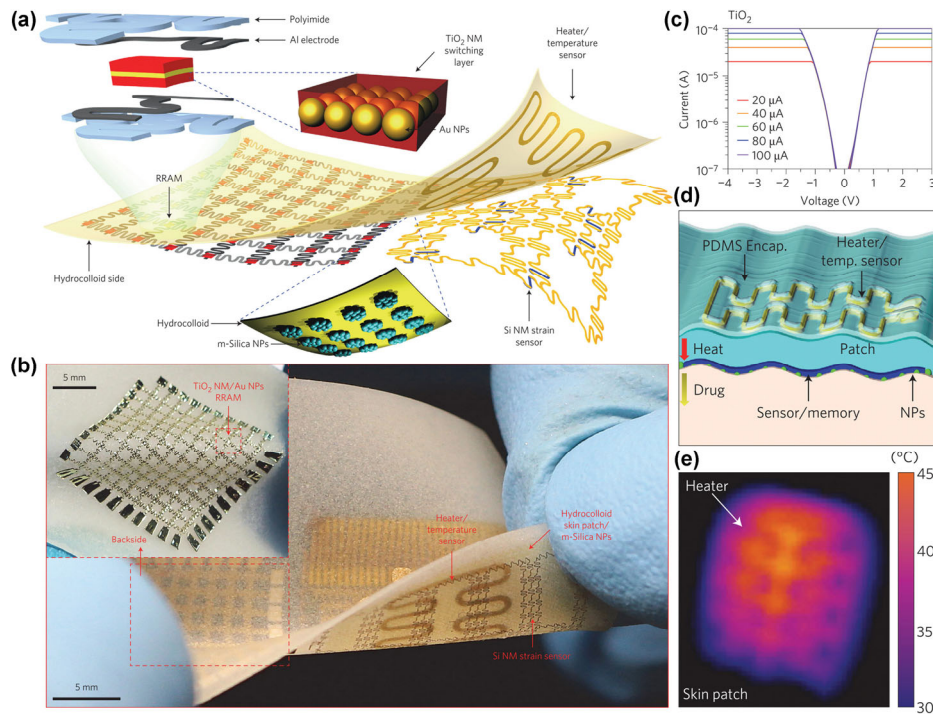 (a)
Polyimide
Al electrode
TiO₂ NM
switching
layer
Heater/
temperature
sensor
Au NPs
RRAM
Hydrocolloid side
Hydrocolloid
m-Silica NPs
Si NM strain
sensor
(b)
5 mm
TiO₂ NM/Au NPs
RRAM
Backside
Heater/
temperature
sensor
Hydrocolloid
skin patch/
m-Silica NPs
Si NM strain sensor
5 mm
(c)
TiO₂
Current (A)
10⁻⁴
10⁻⁵
10⁻⁶
10⁻⁷
20 µA
40 µA
60 µA
80 µA
100 µA
-4 -3 -2 -1 0 1 2 3
Voltage (V)
(d)
PDMS Encap.
Heater/
temp. sensor
Heat
Patch
Drug
Sensor/memory
NPs
(e)
(°C)
Heater
45
40
35
30
Skin patch